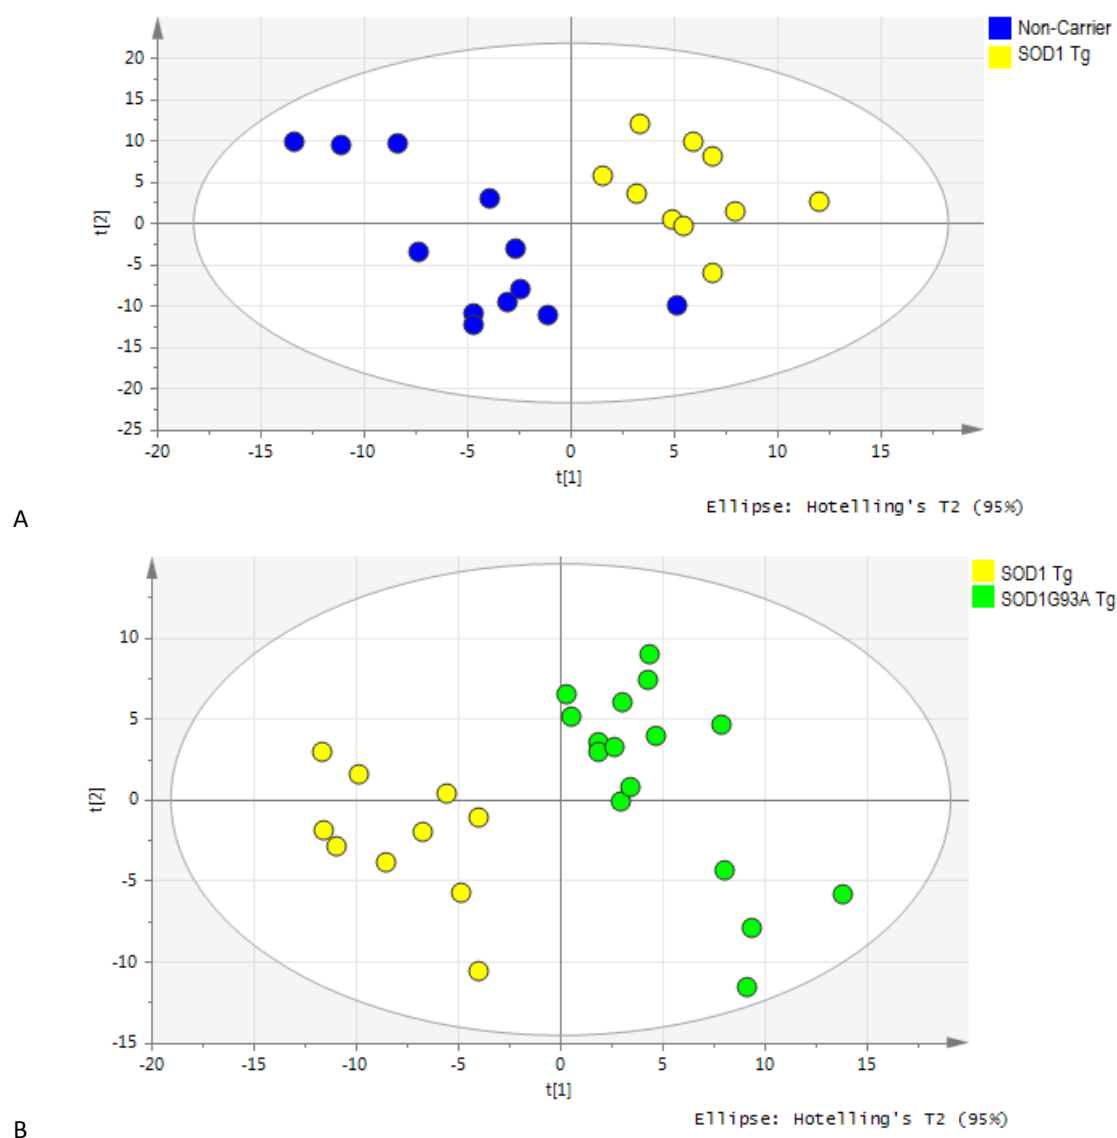 Non-Carrier
SOD1 Tg
20
15
10
5
0
-5
-10
-15
-20
-25
t[2]
-20 -15 -10 -5 0 5 10 15
t[1]
Ellipse: Hotelling's T2 (95%)
A
SOD1 Tg
SOD1G93A Tg
10
5
0
-5
-10
-15
t[2]
-20 -15 -10 -5 0 5 10 15
t[1]
Ellipse: Hotelling's T2 (95%)
B